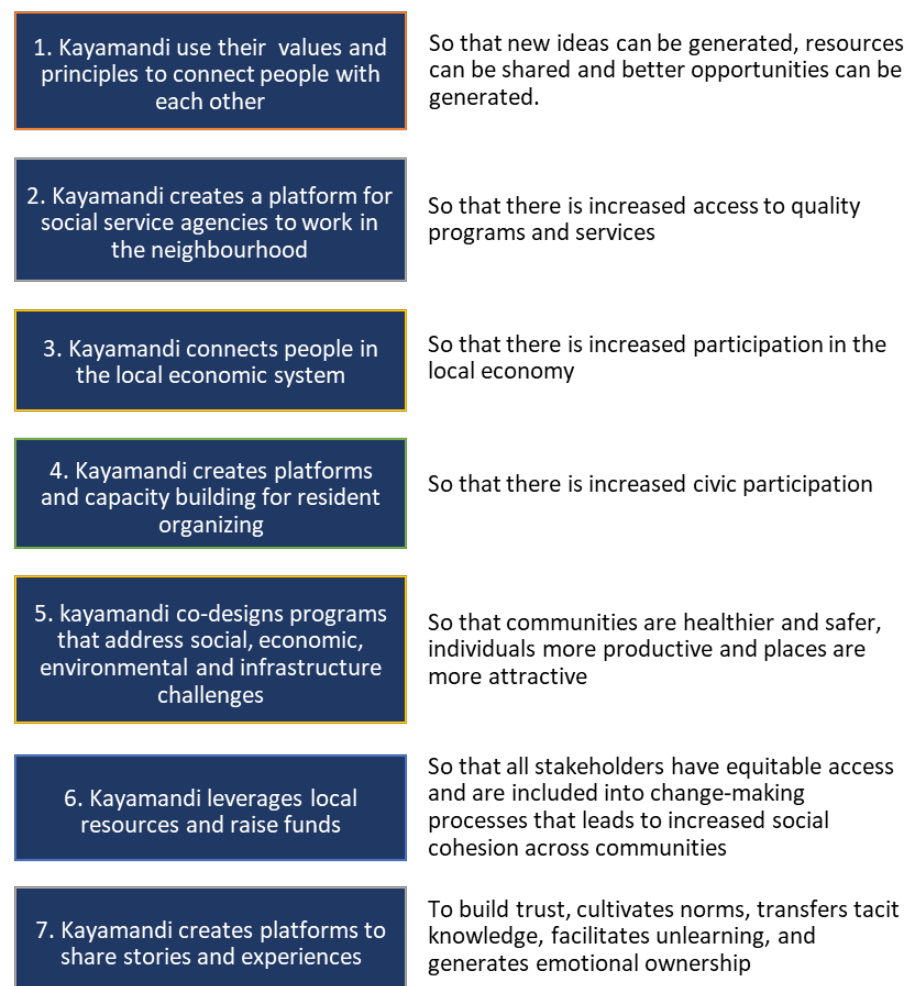 1. Kayamandi use their values and
principles to connect people with
each other
So that new ideas can be generated, resources
can be shared and better opportunities can be
generated.
2. Kayamandi creates a platform for
social service agencies to work in
the neighbourhood
So that there is increased access to quality
programs and services
3. Kayamandi connects people in
the local economic system
So that there is increased participation in the
local economy
4. Kayamandi creates platforms
and capacity building for resident
organizing
So that there is increased civic participation
5. kayamandi co-designs programs
that address social, economic,
environmental and infrastructure
challenges
So that communities are healthier and safer,
individuals more productive and places are
more attractive
6. Kayamandi leverages local
resources and raise funds
So that all stakeholders have equitable access
and are included into change-making
processes that leads to increased social
cohesion across communities
7. Kayamandi creates platforms to
share stories and experiences
To build trust, cultivates norms, transfers tacit
knowledge, facilitates unlearning, and
generates emotional ownership